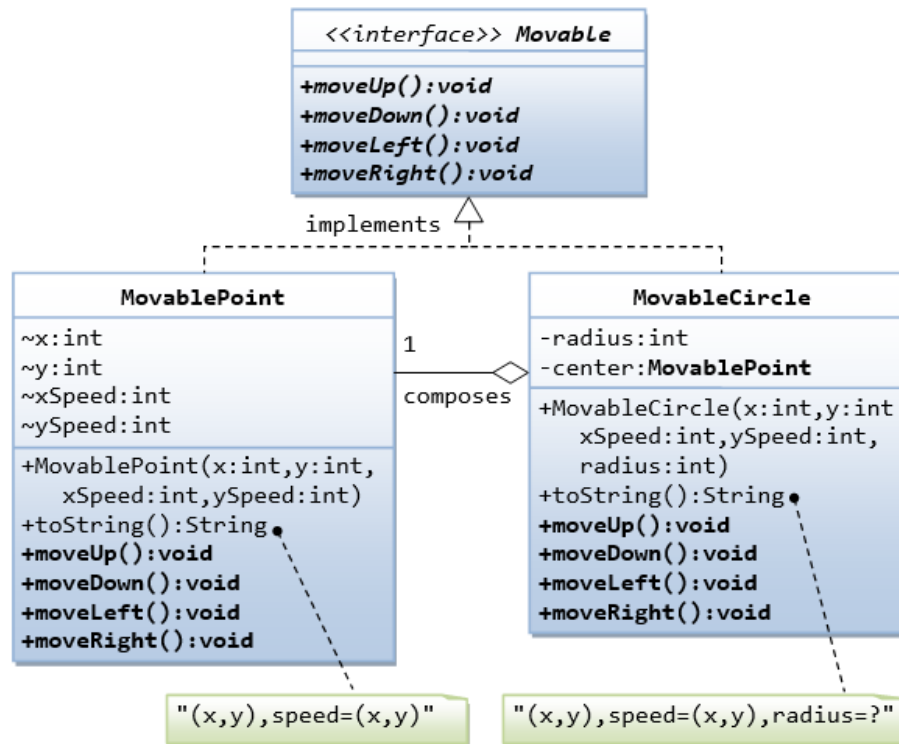 <<interface>> Movable
+moveUp():void
+moveDown():void
+moveLeft():void
+moveRight():void
implements
MovablePoint
~x:int
~y:int
~xSpeed:int
~ySpeed:int
+MovablePoint(x:int,y:int,
xSpeed:int,ySpeed:int)
+toString():String
+moveUp():void
+moveDown():void
+moveLeft():void
+moveRight():void
1
composes
MovableCircle
-radius:int
-center:MovablePoint
+MovableCircle(x:int,y:int
xSpeed:int,ySpeed:int,
radius:int)
+toString():String
+moveUp():void
+moveDown():void
+moveLeft():void
+moveRight():void
"(x,y),speed=(x,y)"
"(x,y),speed=(x,y),radius=?"